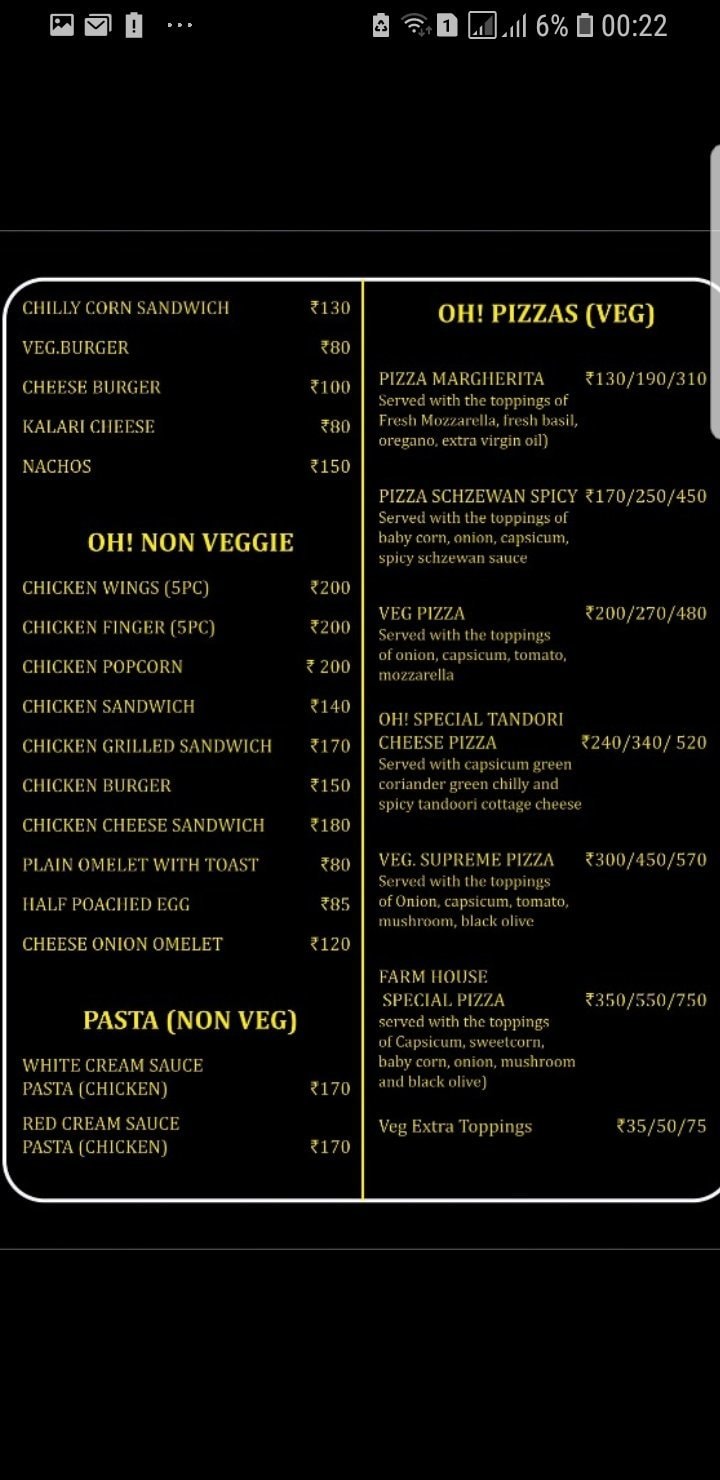 1 6% 00:22
CHILLY CORN SANDWICH ₹130
VEG.BURGER ₹80
CHEESE BURGER ₹100
KALARI CHEESE ₹80
NACHOS ₹150
OH! NON VEGGIE
CHICKEN WINGS (5PC) ₹200
CHICKEN FINGER (5PC) ₹200
CHICKEN POPCORN ₹ 200
CHICKEN SANDWICH ₹140
CHICKEN GRILLED SANDWICH ₹170
CHICKEN BURGER ₹150
CHICKEN CHEESE SANDWICH ₹180
PLAIN OMELET WITH TOAST ₹80
HALF POACHED EGG ₹85
CHEESE ONION OMELET ₹120
PASTA (NON VEG)
WHITE CREAM SAUCE
PASTA (CHICKEN) ₹170
RED CREAM SAUCE
PASTA (CHICKEN) ₹170
OH! PIZZAS (VEG)
PIZZA MARGHERITA ₹130/190/310
Served with the toppings of
Fresh Mozzarella, fresh basil,
oregano, extra virgin oil)
PIZZA SCHZEWAN SPICY ₹170/250/450
Served with the toppings of
baby corn, onion, capsicum,
spicy schzewan sauce
VEG PIZZA ₹200/270/480
Served with the toppings
of onion, capsicum, tomato,
mozzarella
OH! SPECIAL TANDORI
CHEESE PIZZA ₹240/340/ 520
Served with capsicum green
coriander green chilly and
spicy tandoori cottage cheese
VEG. SUPREME PIZZA ₹300/450/570
Served with the toppings
of Onion, capsicum, tomato,
mushroom, black olive
FARM HOUSE
SPECIAL PIZZA ₹350/550/750
served with the toppings
of Capsicum, sweetcorn,
baby corn, onion, mushroom
and black olive)
Veg Extra Toppings ₹35/50/75